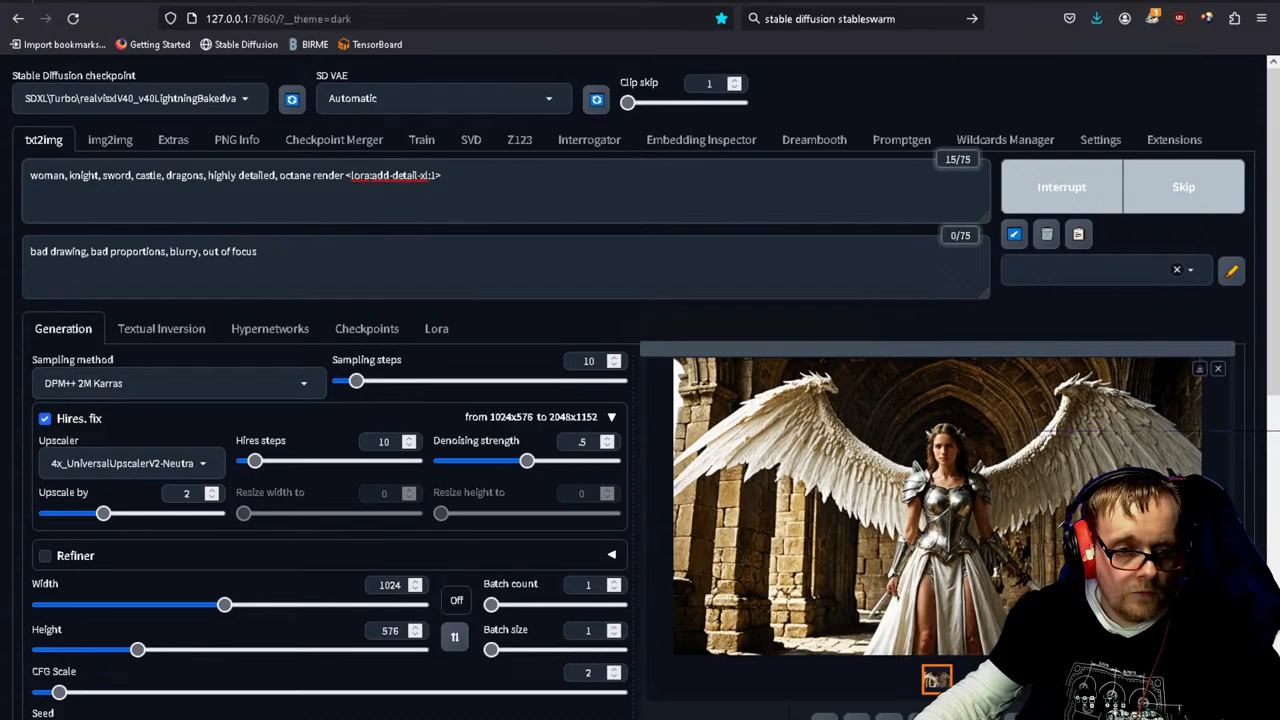 127.0.0.1:7860/?__theme=dark
stable diffusion stableswarm
Import bookmarks...
Getting Started
Stable Diffusion
BIRME
TensorBoard
Stable Diffusion checkpoint
SD VAE
Clip skip
1
SDXL\Turbo\realvisxlV40_v40LightningBakedva
Automatic
txt2img
img2img
Extras
PNG Info
Checkpoint Merger
Train
SVD
Z123
Interrogator
Embedding Inspector
Dreambooth
Promptgen
Wildcards Manager
Settings
Extensions
15/75
woman, knight, sword, castle, dragons, highly detailed, octane render <lora:add-detail-xl:1>
Interrupt
Skip
0/75
bad drawing, bad proportions, blurry, out of focus
Generation
Textual Inversion
Hypernetworks
Checkpoints
Lora
Sampling method
Sampling steps
10
DPM++ 2M Karras
Hires. fix
from 1024x576 to 2048x1152
Upscaler
Hires steps
10
Denoising strength
.5
4x_UniversalUpscalerV2-Neutra
Upscale by
2
Resize width to
0
Resize height to
0
Refiner
Width
1024
Off
Batch count
1
Height
576
Batch size
1
CFG Scale
2
Seed